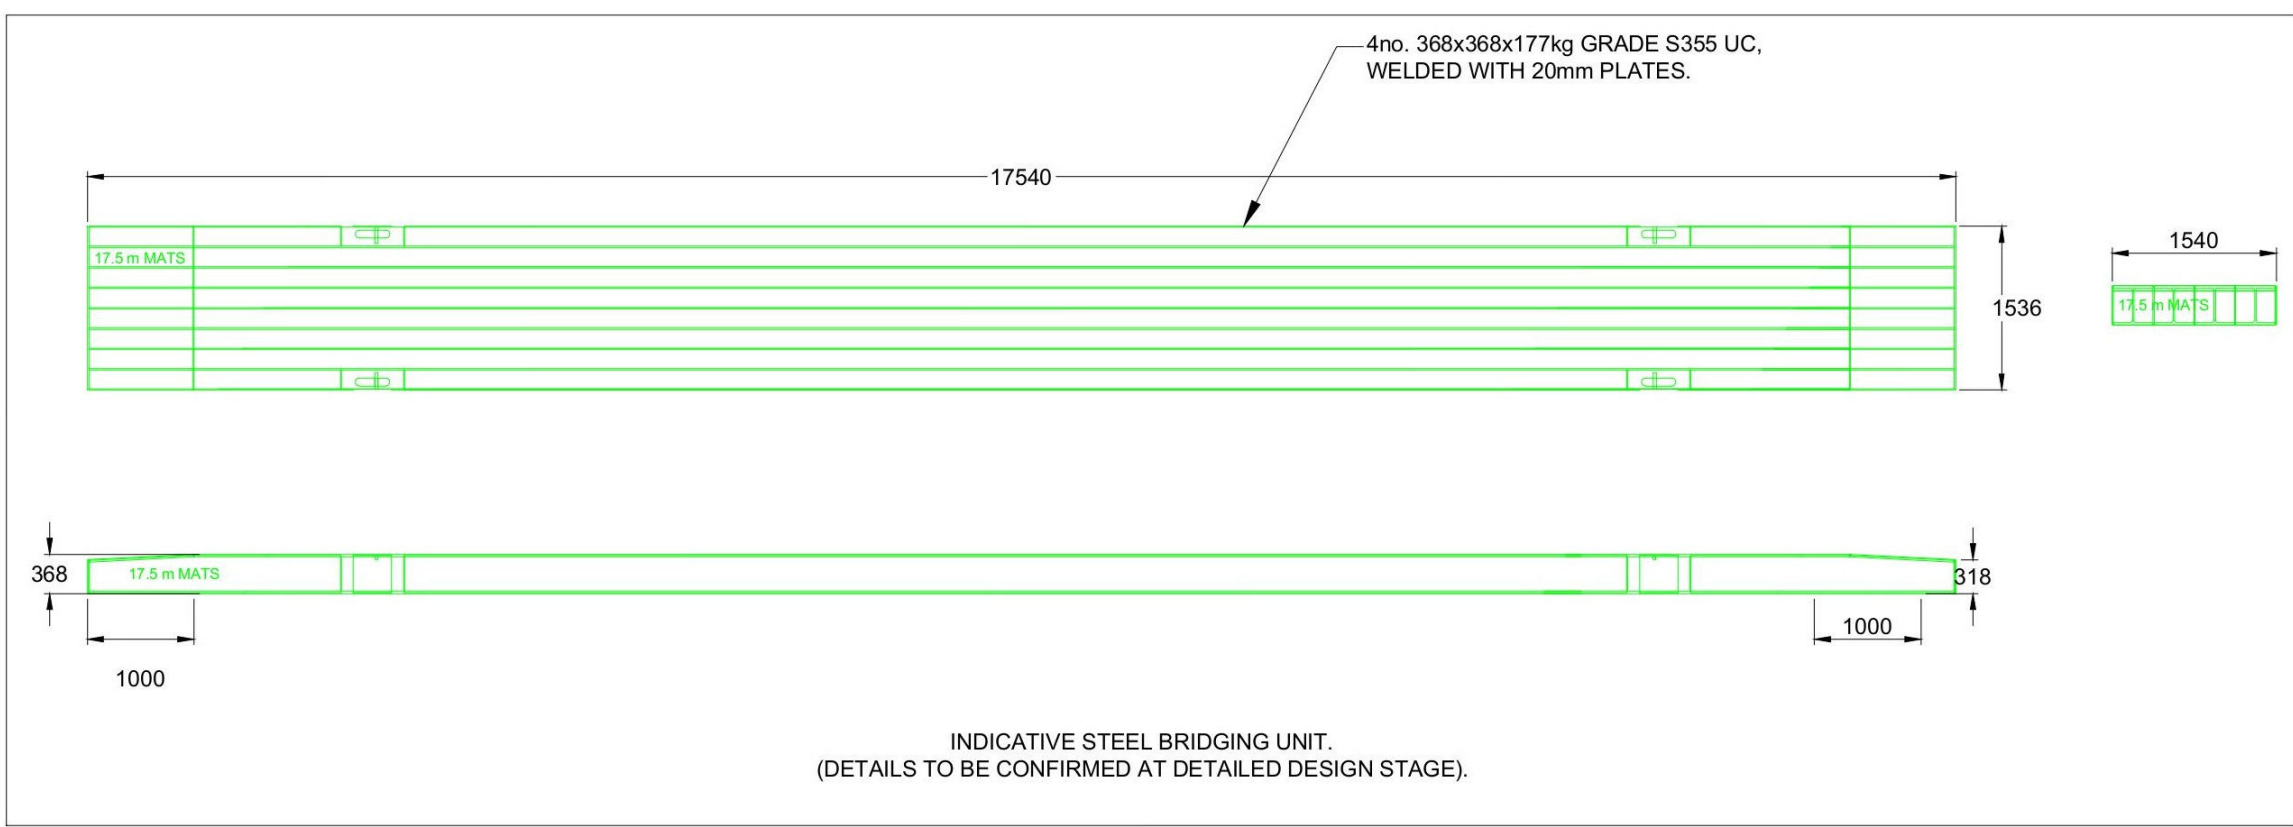 4no. 368x368x177kg GRADE S355 UC,
WELDED WITH 20mm PLATES.
17540
17.5 m MATS
1536
1540
17.5 m MATS
368
17.5 m MATS
318
1000
1000
INDICATIVE STEEL BRIDGING UNIT.
(DETAILS TO BE CONFIRMED AT DETAILED DESIGN STAGE).